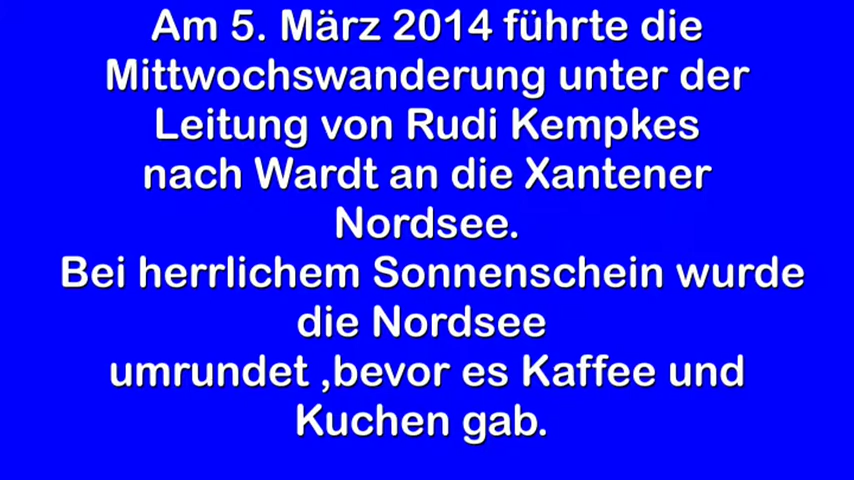 Am 5. März 2014 führte die
Mittwochswanderung unter der
Leitung von Rudi Kempkes
nach Wardt an die Xantener
Nordsee.
Bei herrlichem Sonnenschein wurde
die Nordsee
umrundet ,bevor es Kaffee und
Kuchen gab.